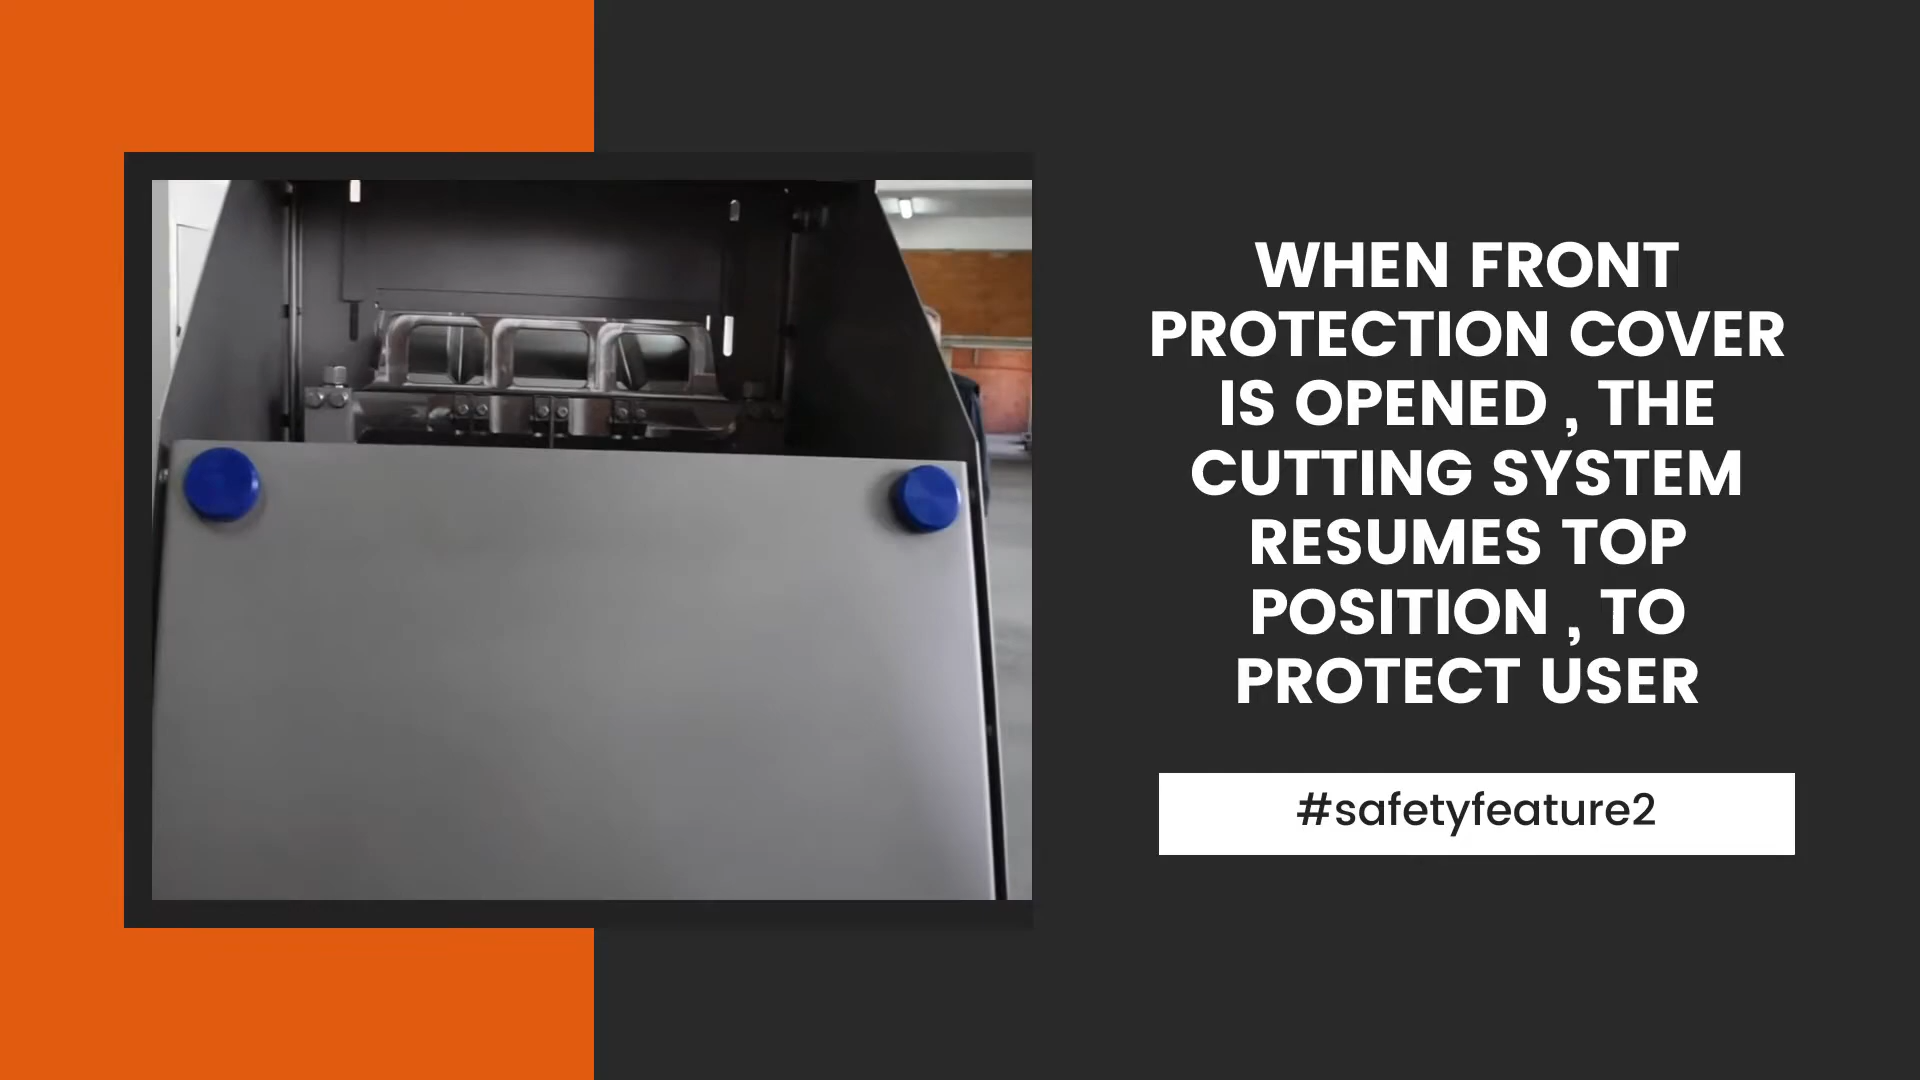 WHEN FRONT
PROTECTION COVER
IS OPENED , THE
CUTTING SYSTEM
RESUMES TOP
POSITION , TO
PROTECT USER
#safetyfeature2